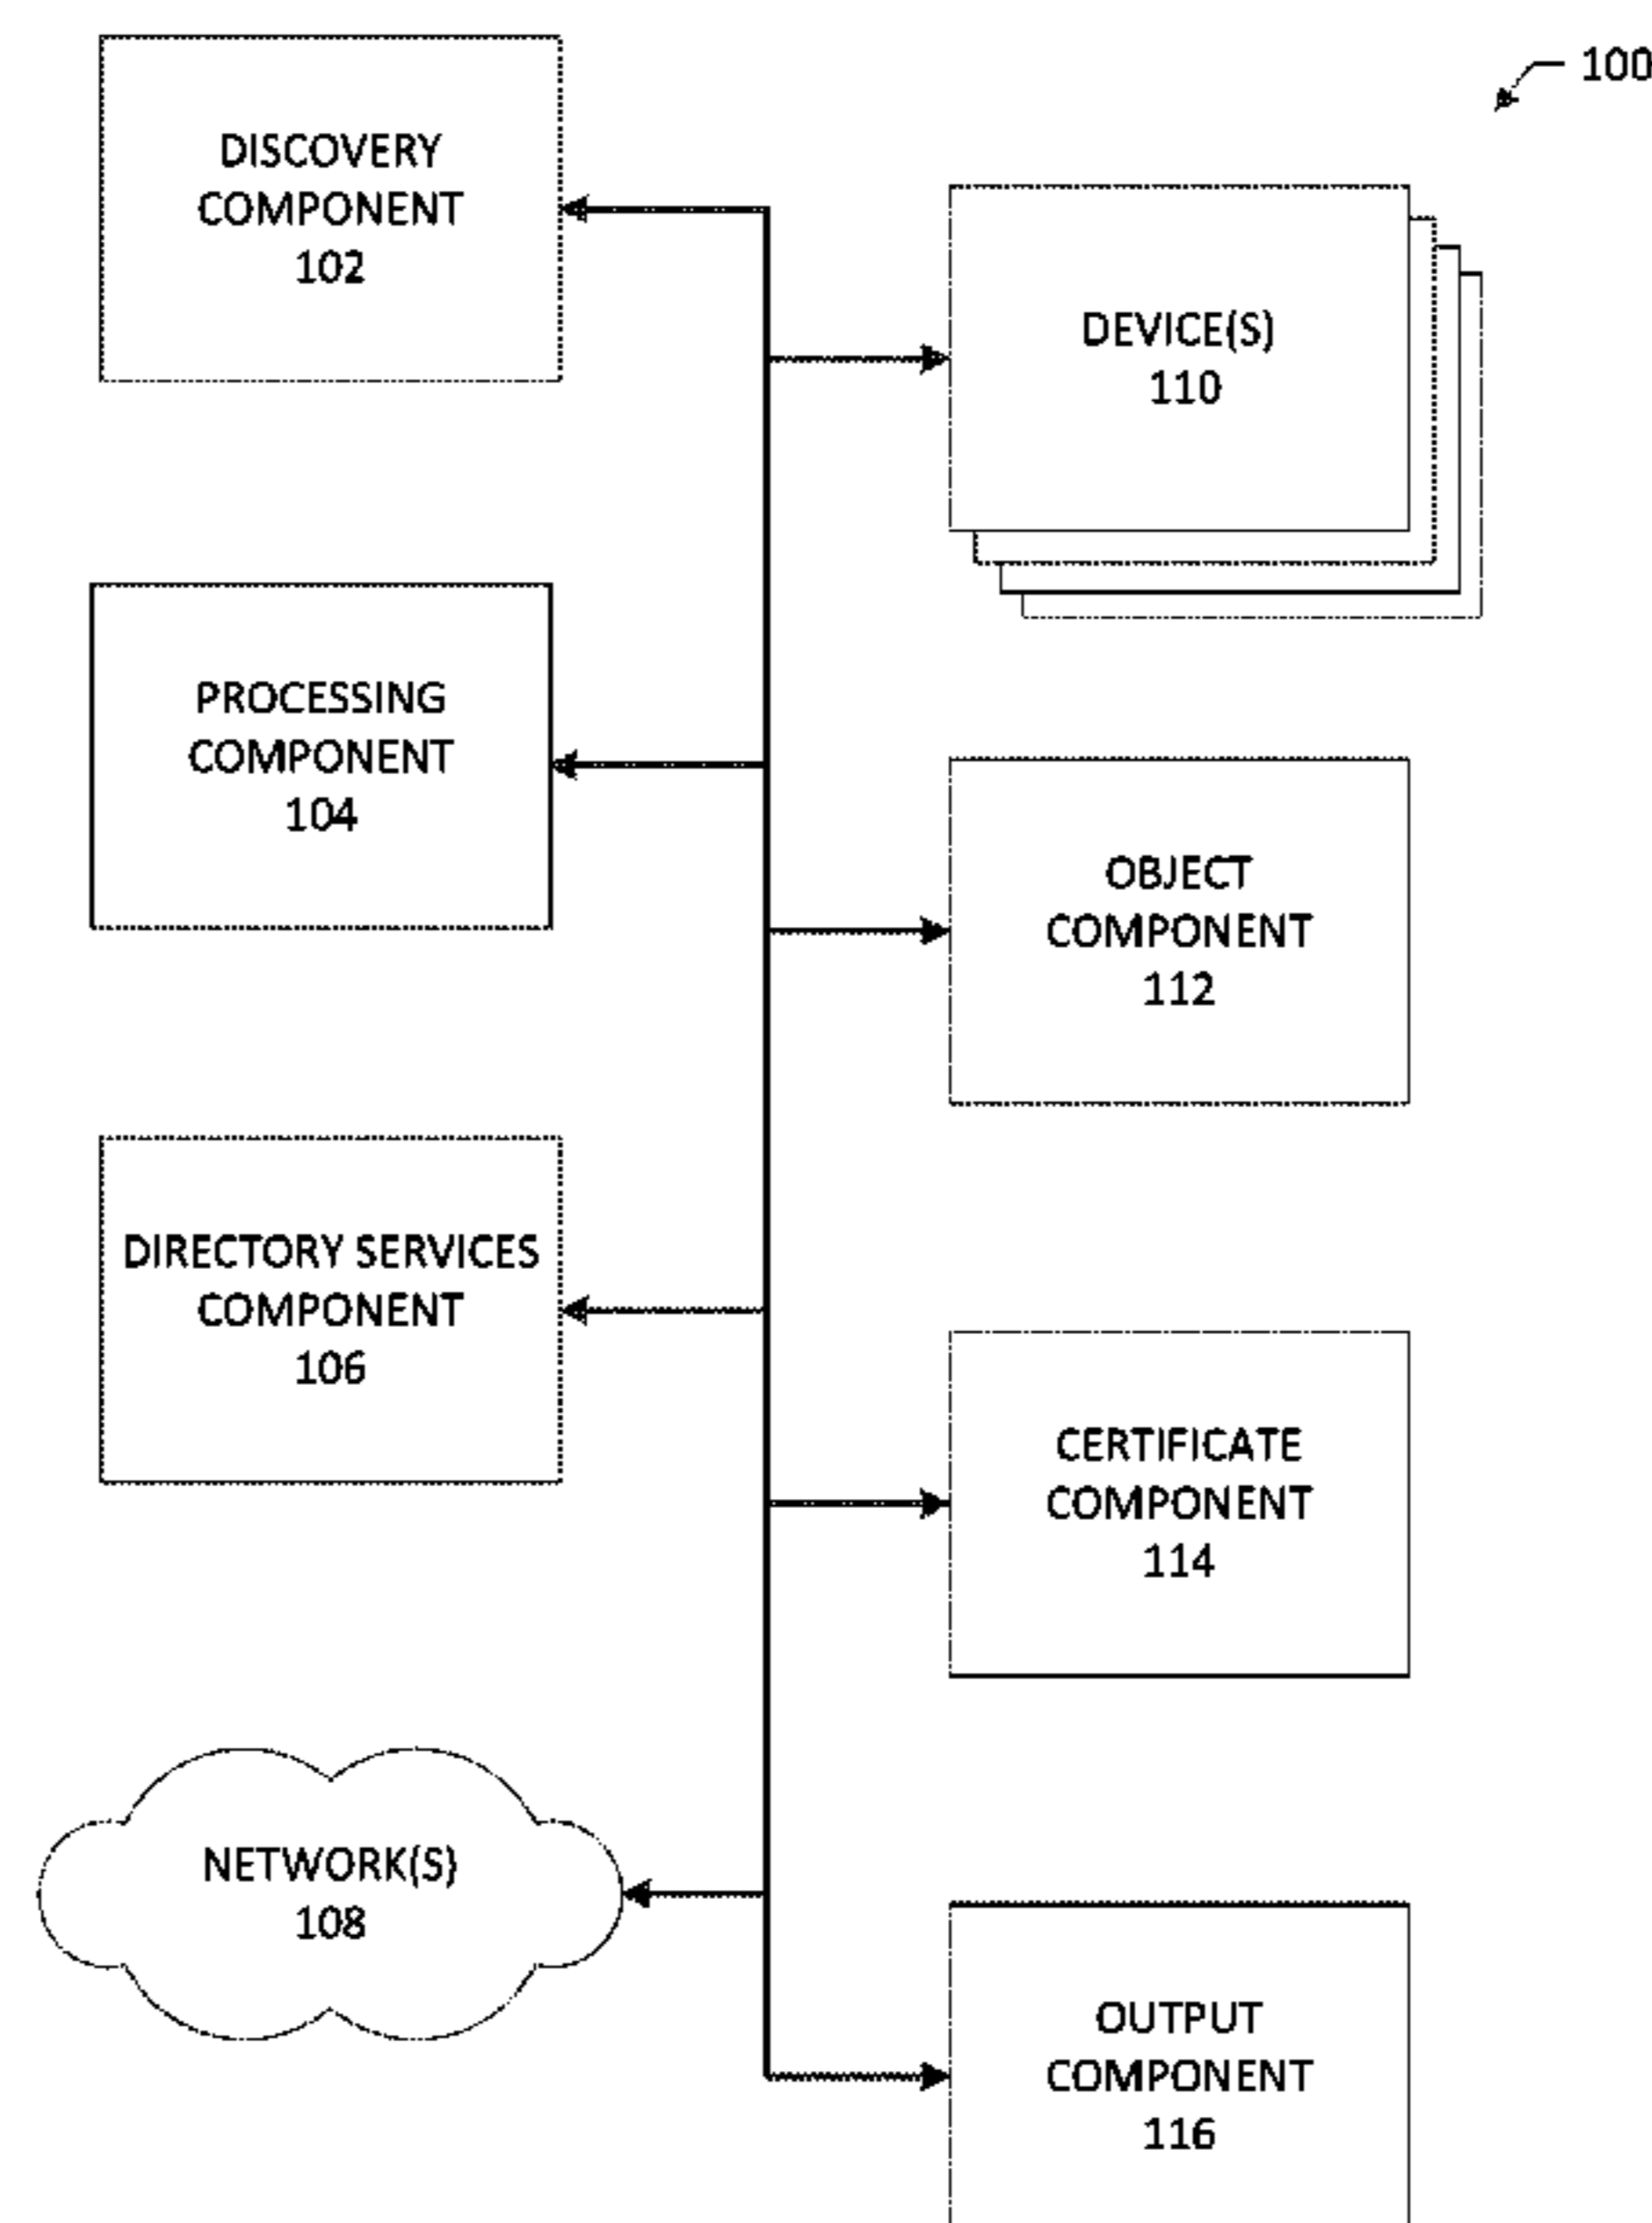 100
DISCOVERY
COMPONENT
102
DEVICE(S)
110
PROCESSING
COMPONENT
104
OBJECT
COMPONENT
112
DIRECTORY SERVICES
COMPONENT
106
CERTIFICATE
COMPONENT
114
NETWORK(S)
108
OUTPUT
COMPONENT
116